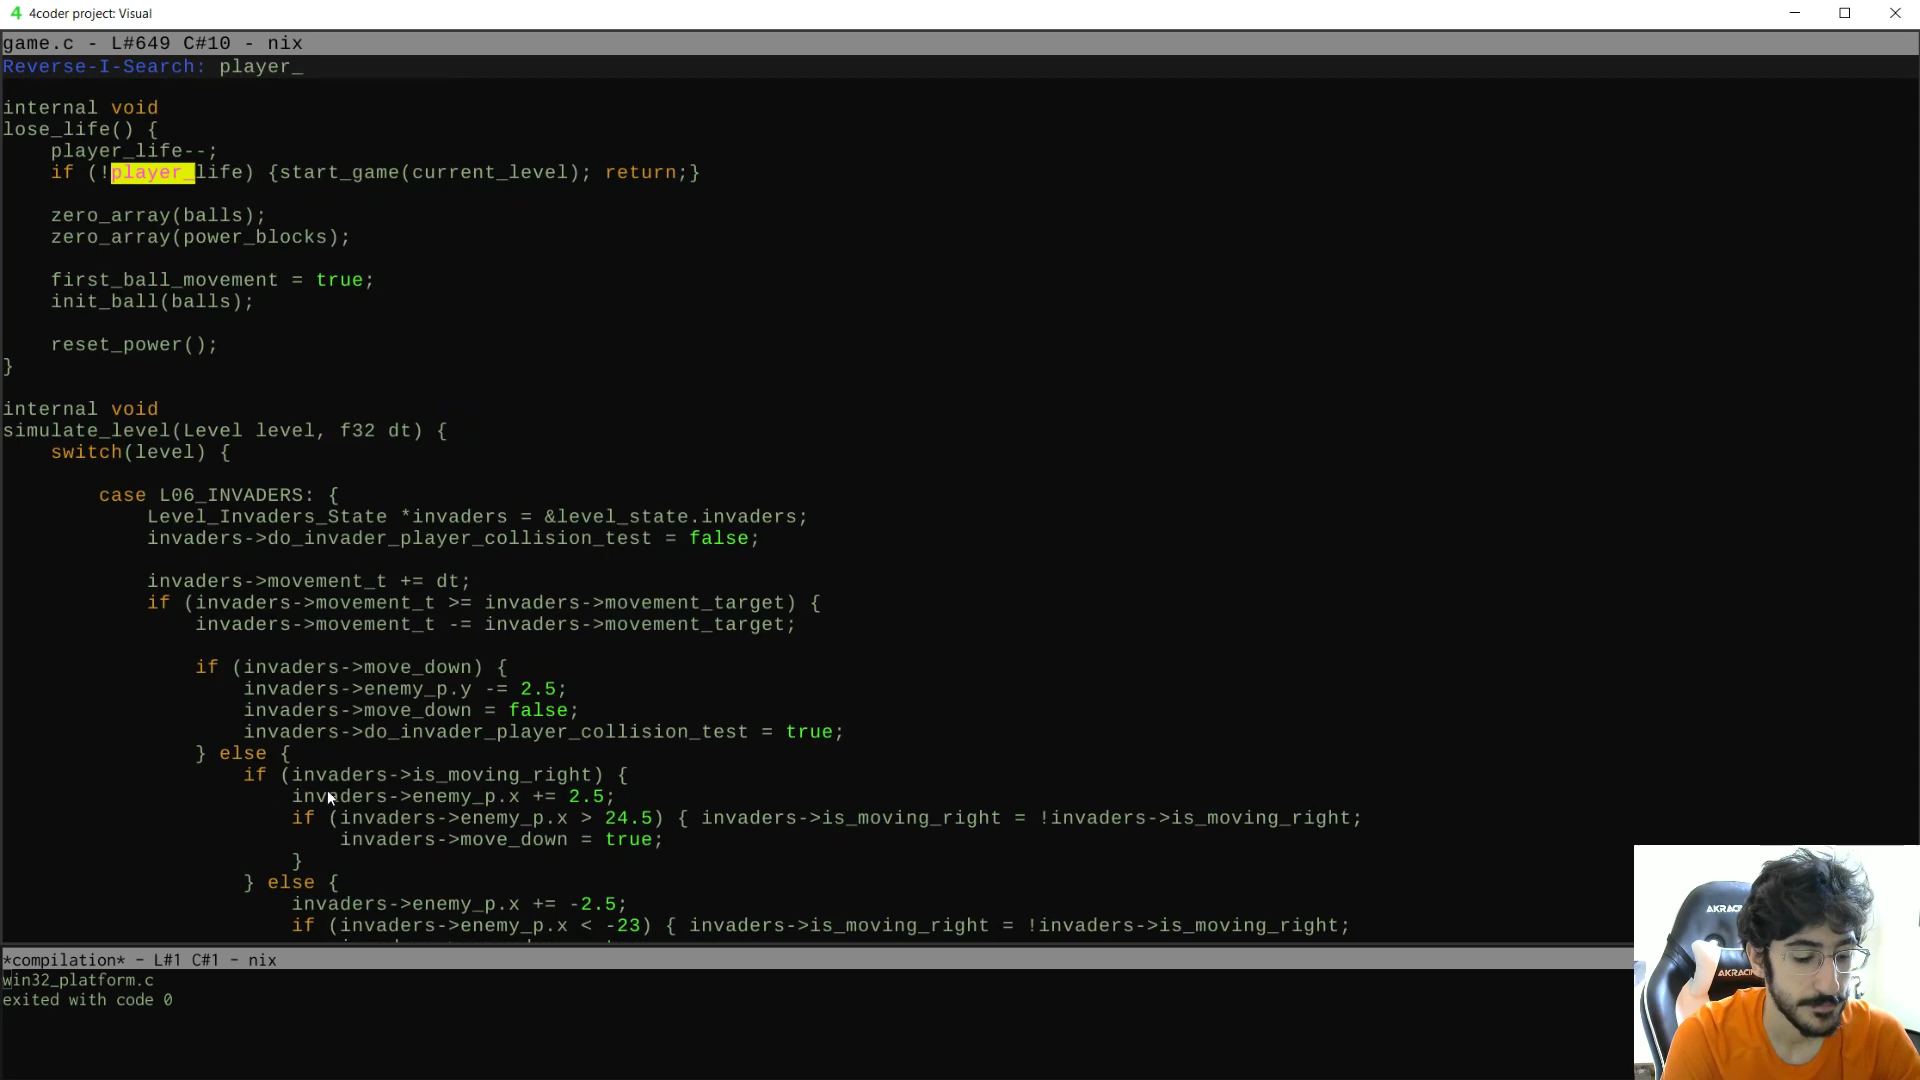 4 4coder project: Visual
game.c - L#649 C#10 - nix
Reverse-I-Search: player_
internal void
lose_life() {
    player_life--;
    if (!player_life) {start_game(current_level); return;}
    zero_array(balls);
    zero_array(power_blocks);
    first_ball_movement = true;
    init_ball(balls);
    reset_power();
}
internal void
simulate_level(Level level, f32 dt) {
    switch(level) {
        case L06_INVADERS: {
            Level_Invaders_State *invaders = &level_state.invaders;
            invaders->do_invader_player_collision_test = false;
            invaders->movement_t += dt;
            if (invaders->movement_t >= invaders->movement_target) {
                invaders->movement_t -= invaders->movement_target;
                if (invaders->move_down) {
                    invaders->enemy_p.y -= 2.5;
                    invaders->move_down = false;
                    invaders->do_invader_player_collision_test = true;
                } else {
                    if (invaders->is_moving_right) {
                        invaders->enemy_p.x += 2.5;
                        if (invaders->enemy_p.x > 24.5) { invaders->is_moving_right = !invaders->is_moving_right;
                            invaders->move_down = true;
                        }
                    } else {
                        invaders->enemy_p.x += -2.5;
                        if (invaders->enemy_p.x < -23) { invaders->is_moving_right = !invaders->is_moving_right;
*compilation* - L#1 C#1 - nix
win32_platform.c
exited with code 0
AKRACING